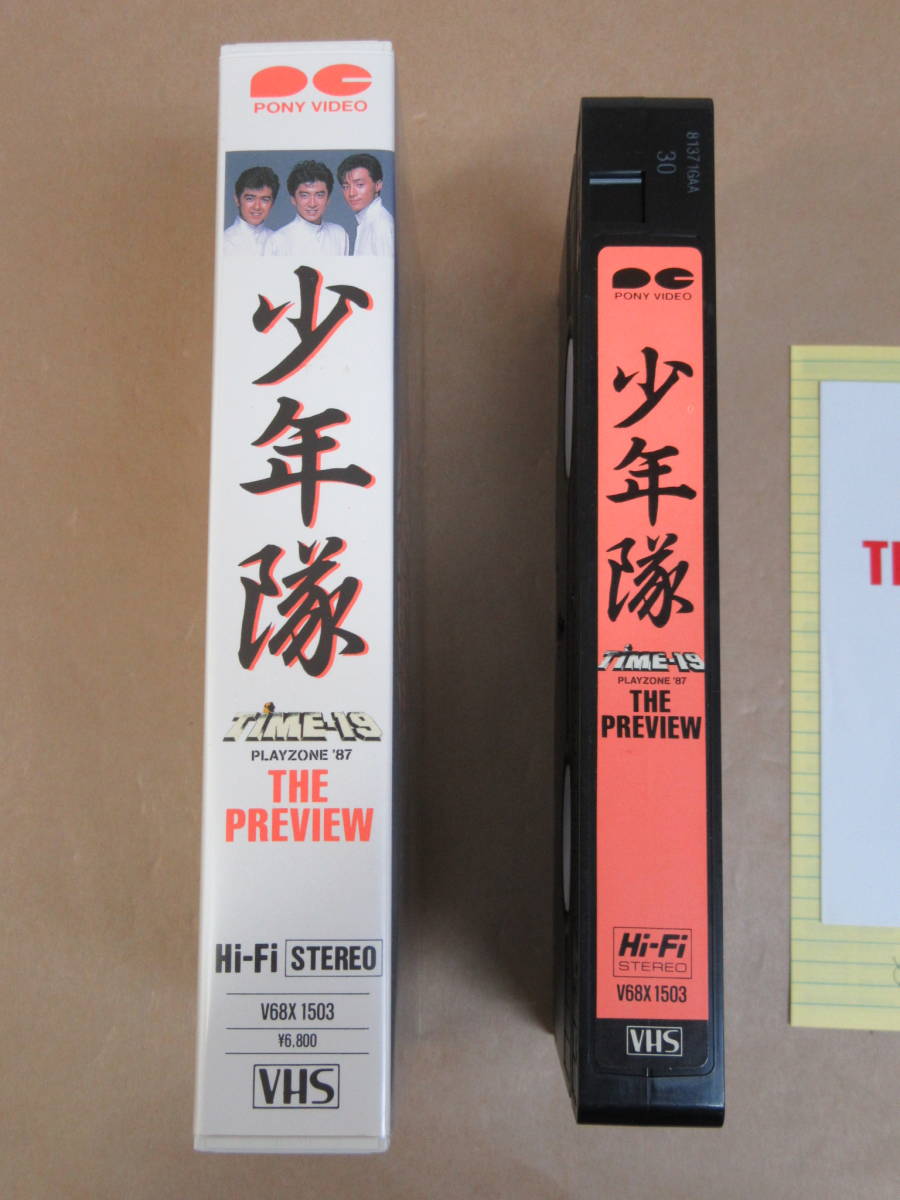 PONY VIDEO
少年隊
TIME-19
PLAYZONE '87
THE
PREVIEW
Hi-Fi STEREO
V68X 1503
¥6,800
VHS
81371GAA
30
PONY VIDEO
少年隊
TIME-19
PLAYZONE '87
THE
PREVIEW
Hi-Fi
STEREO
V68X 1503
VHS